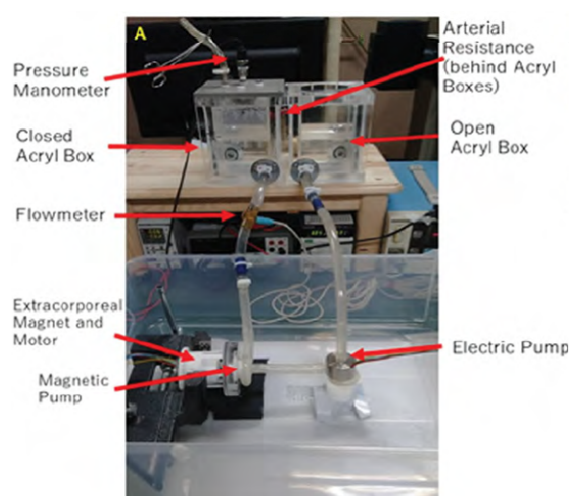 A
Pressure
Manometer
Arterial
Resistance
(behind Acryl
Boxes)
Closed
Acryl Box
Open
Acryl Box
Flowmeter
Extracorporeal
Magnet and
Motor
Magnetic
Pump
Electric Pump